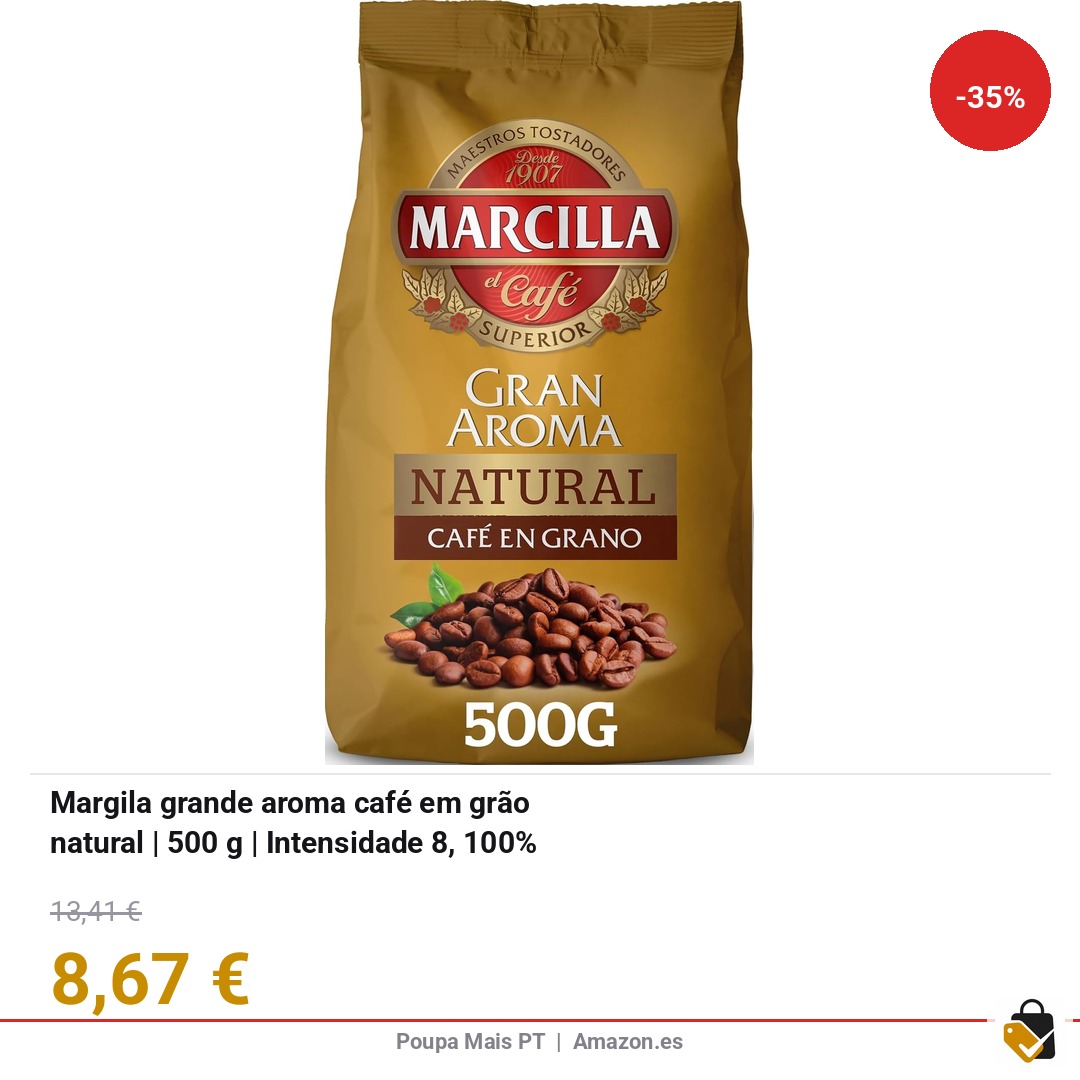 -35%
MAESTROS TOSTADORES
Desde
1907
MARCILLA
el Café
SUPERIOR
GRAN
AROMA
NATURAL
CAFÉ EN GRANO
500G
Margila grande aroma café em grão
natural | 500 g | Intensidade 8, 100%
13,41 €
8,67 €
Poupa Mais PT | Amazon.es